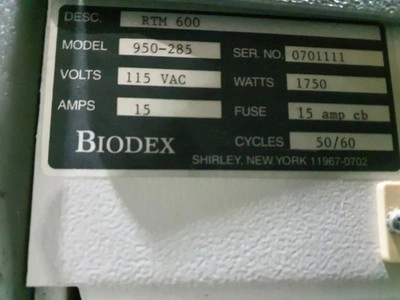 DESC. RTM 600
MODEL 950-285 SER. NO. 0701111
VOLTS 115 VAC WATTS 1750
AMPS 15 FUSE 15 amp cb
BIODEX CYCLES 50/60
SHIRLEY, NEW YORK 11967-0702